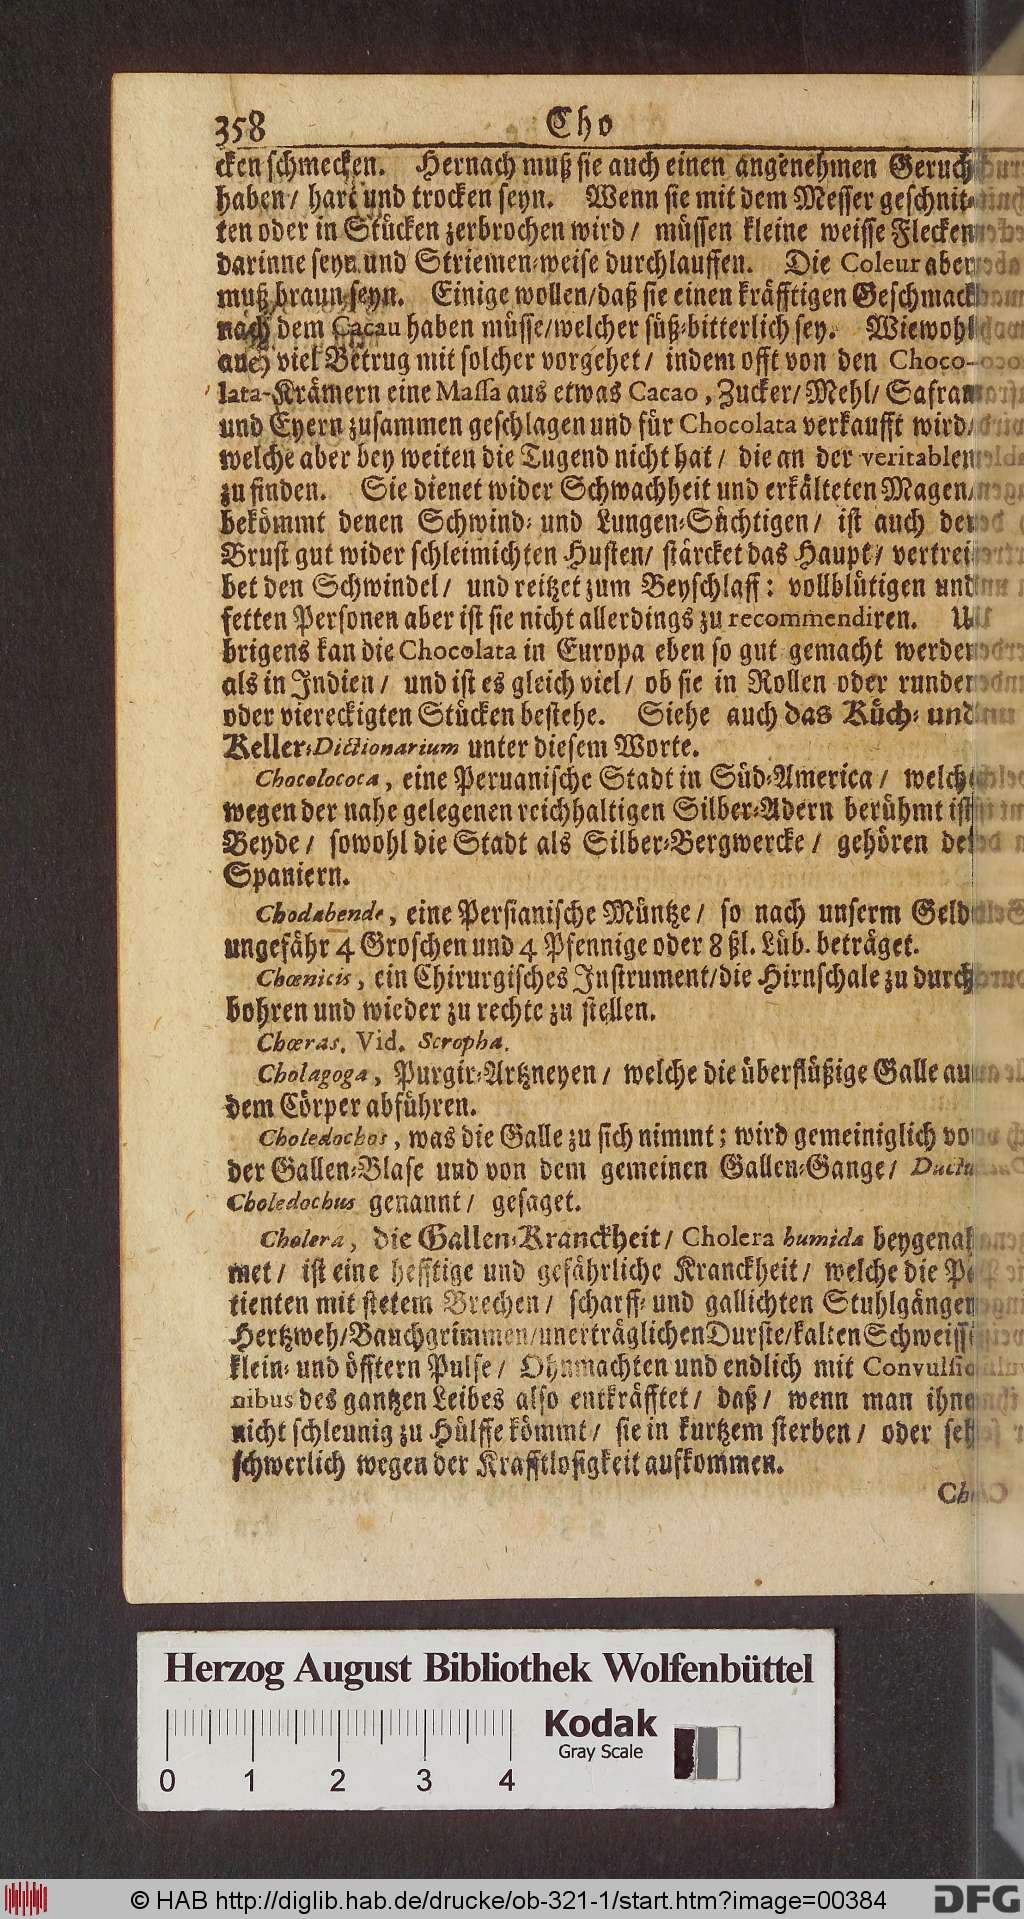 358 Cho
cken schmecken. Hernach muß sie auch einen angenehmen Geruch
haben/ hart und trocken seyn. Wenn sie mit dem Messer geschnit-
ten oder in Stücken zerbrochen wird/ müssen kleine weisse Flecken
darinne seyn und Striemen-weise durchlauffen. Die Coleur aber
muß braun seyn. Einige wollen/daß sie einen kräfftigen Geschmack
nach dem Cacau haben müsse/welcher süß-bitterlich sey. Wiewohl
auch viel Betrug mit solcher vorgehet/ indem offt von den Choco-
lata-Krämern eine Massa aus etwas Cacao, Zucker/ Mehl/ Safran
und Eyern zusammen geschlagen und für Chocolata verkaufft wird/
welche aber bey weiten die Tugend nicht hat/ die an der veritablen
zu finden. Sie dienet wider Schwachheit und erkälteten Magen/
bekömmt denen Schwind- und Lungen-Süchtigen/ ist auch der
Brust gut wider schleimichten Husten/ stärcket das Haupt/ vertrei
bet den Schwindel/ und reitzet zum Beyschlaff: vollblütigen und
fetten Personen aber ist sie nicht allerdings zu recommendiren. Ub
brigens kan die Chocolata in Europa eben so gut gemacht werden
als in Indien/ und ist es gleich viel/ ob sie in Rollen oder runden
oder viereckigten Stücken bestehe. Siehe auch das Küch- und
Keller-Dictionarium unter diesem Worte.
Chocolococa, eine Peruanische Stadt in Süd-America/ welche
wegen der nahe gelegenen reichhaltigen Silber-Adern berühmt ist
Beyde/ sowohl die Stadt als Silber-Bergwercke/ gehören den
Spaniern.
Chodabende, eine Persianische Müntze/ so nach unserm Geld
ungefähr 4 Groschen und 4 Pfennige oder 8 ßl. Lüb. beträget.
Chœnicis, ein Chirurgisches Instrument/die Hirnschale zu durch
bohren und wieder zu rechte zu stellen.
Chœras. Vid. Scropha.
Cholagoga, Purgir-Artzneyen/ welche die überflüßige Galle aus
dem Cörper abführen.
Choledochos, was die Galle zu sich nimmt; wird gemeiniglich von
der Gallen-Blase und von dem gemeinen Gallen-Gange/ Ductus
Choledochus genannt/ gesaget.
Cholera, die Gallen-Kranckheit/ Cholera humida beygenah
met/ ist eine hefftige und gefährliche Kranckheit/ welche die Pa
tienten mit stetem Brechen/ scharff- und gallichten Stuhlgängen
Hertzweh/Bauchgrimmen/unerträglichen Durste/kalten Schweisse
klein- und öfftern Pulse/ Ohnmachten und endlich mit Convulsio
nibus des gantzen Leibes also entkräfftet/ daß/ wenn man ihnen
nicht schleunig zu Hülffe kömmt/ sie in kurtzem sterben/ oder sehr
schwerlich wegen der Krafftlosigkeit aufkommen.
Cho
Herzog August Bibliothek Wolfenbüttel
Kodak
Gray Scale
0 1 2 3 4
© HAB http://diglib.hab.de/drucke/ob-321-1/start.htm?image=00384 DFG